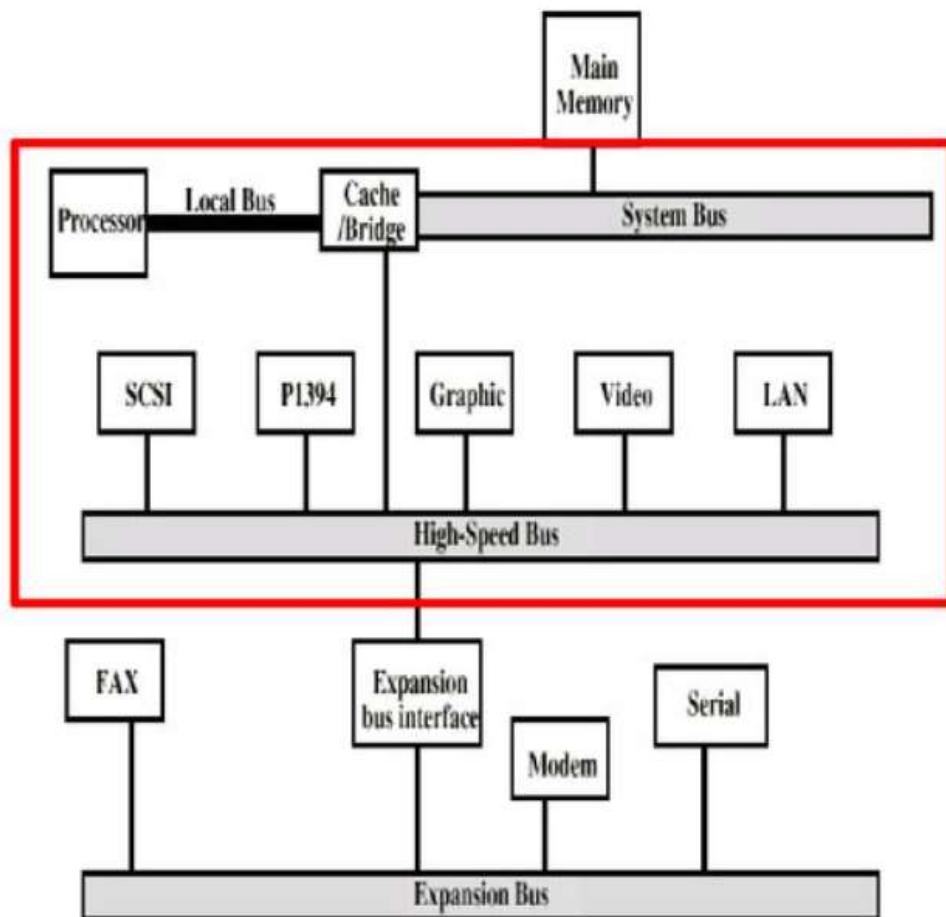 Main
Memory
Local Bus
Cache
/Bridge
Processor
System Bus
SCSI
P1394
Graphic
Video
LAN
High-Speed Bus
FAX
Expansion
bus interface
Serial
Modem
Expansion Bus